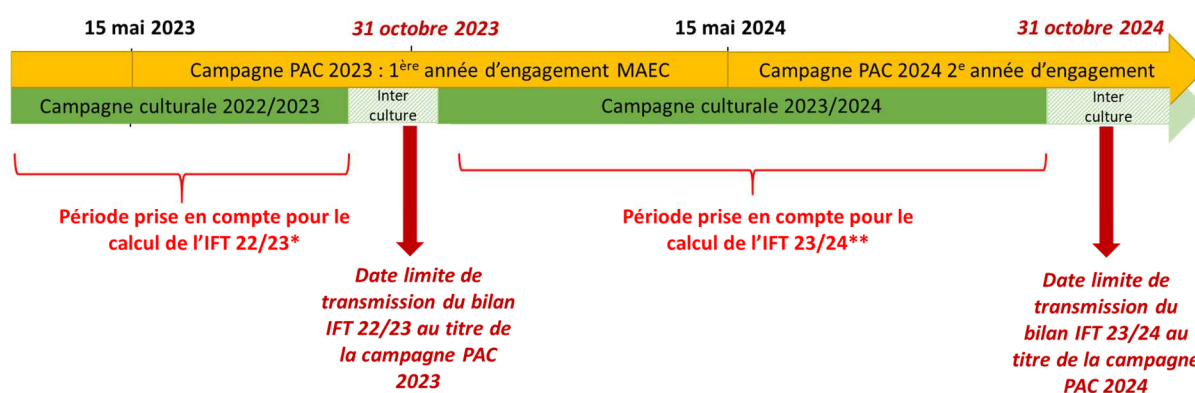 15 mai 2023
31 octobre 2023
15 mai 2024
31 octobre 2024
Campagne PAC 2023 : 1ère année d'engagement MAEC
Campagne PAC 2024 2e année d'engagement
Campagne culturale 2022/2023
Inter
culture
Campagne culturale 2023/2024
Inter
culture
Période prise en compte pour le
calcul de l'IFT 22/23*
Période prise en compte pour le
calcul de l'IFT 23/24**
Date limite de
transmission du bilan
IFT 22/23 au titre de
la campagne PAC
2023
Date limite de
transmission du
bilan IFT 23/24 au
titre de la campagne
PAC 2024